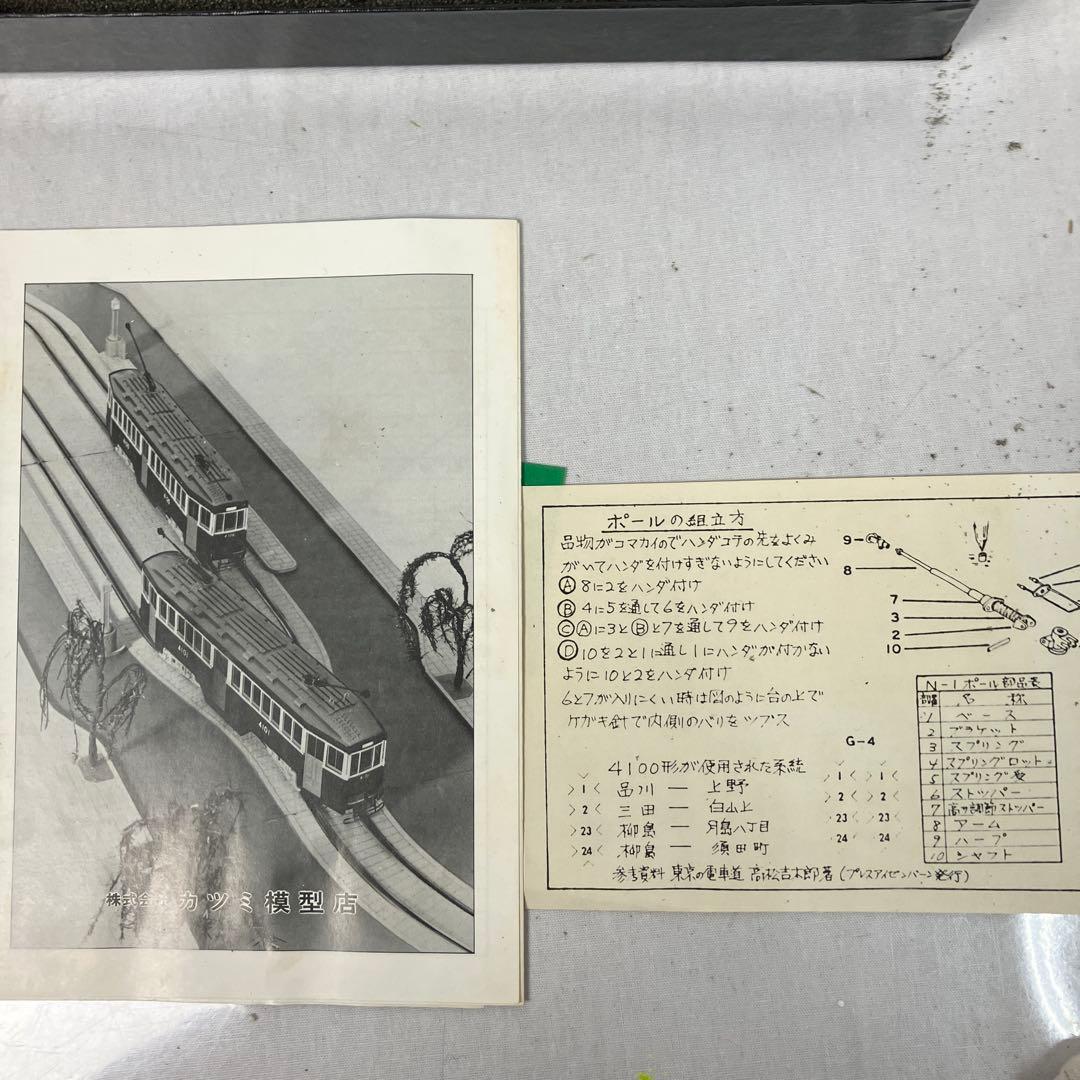 株式会社 カツミ模型店
4101
4101
ポールの組立方
品物がコマカイのでハンダコテの先をよくみ
がいてハンダを付けすぎないようにしてください
Ⓐ 8に2をハンダ付け
Ⓑ 4に5を通して6をハンダ付け
Ⓒ Ⓐに3とⒷと7を通して9をハンダ付け
Ⓓ 10を2と1に通し1にハンダが付かない
ように10と2をハンダ付け
6と7が入りにくい時は図のように台の上で
ケガキ針で内側のバリをツブス
9
8
7
3
2
10
G-4
4100形が使用された系統
1 品川 — 上野
2 三田 — 白山上
23 柳島 — 月島八丁目
24 柳島 — 須田町
1 1
2 2
23 23
24 24
参考資料 東京の電車道 高松吉太郎著 (プレスアイゼンバーン発行)
N-1ポール部品表
名称
1 ベース
2 ブラケット
3 スプリング
4 スプリングロット
5 スプリング受
6 ストッパー
7 高サ調節ストッパー
8 アーム
9 ハープ
10 シャフト